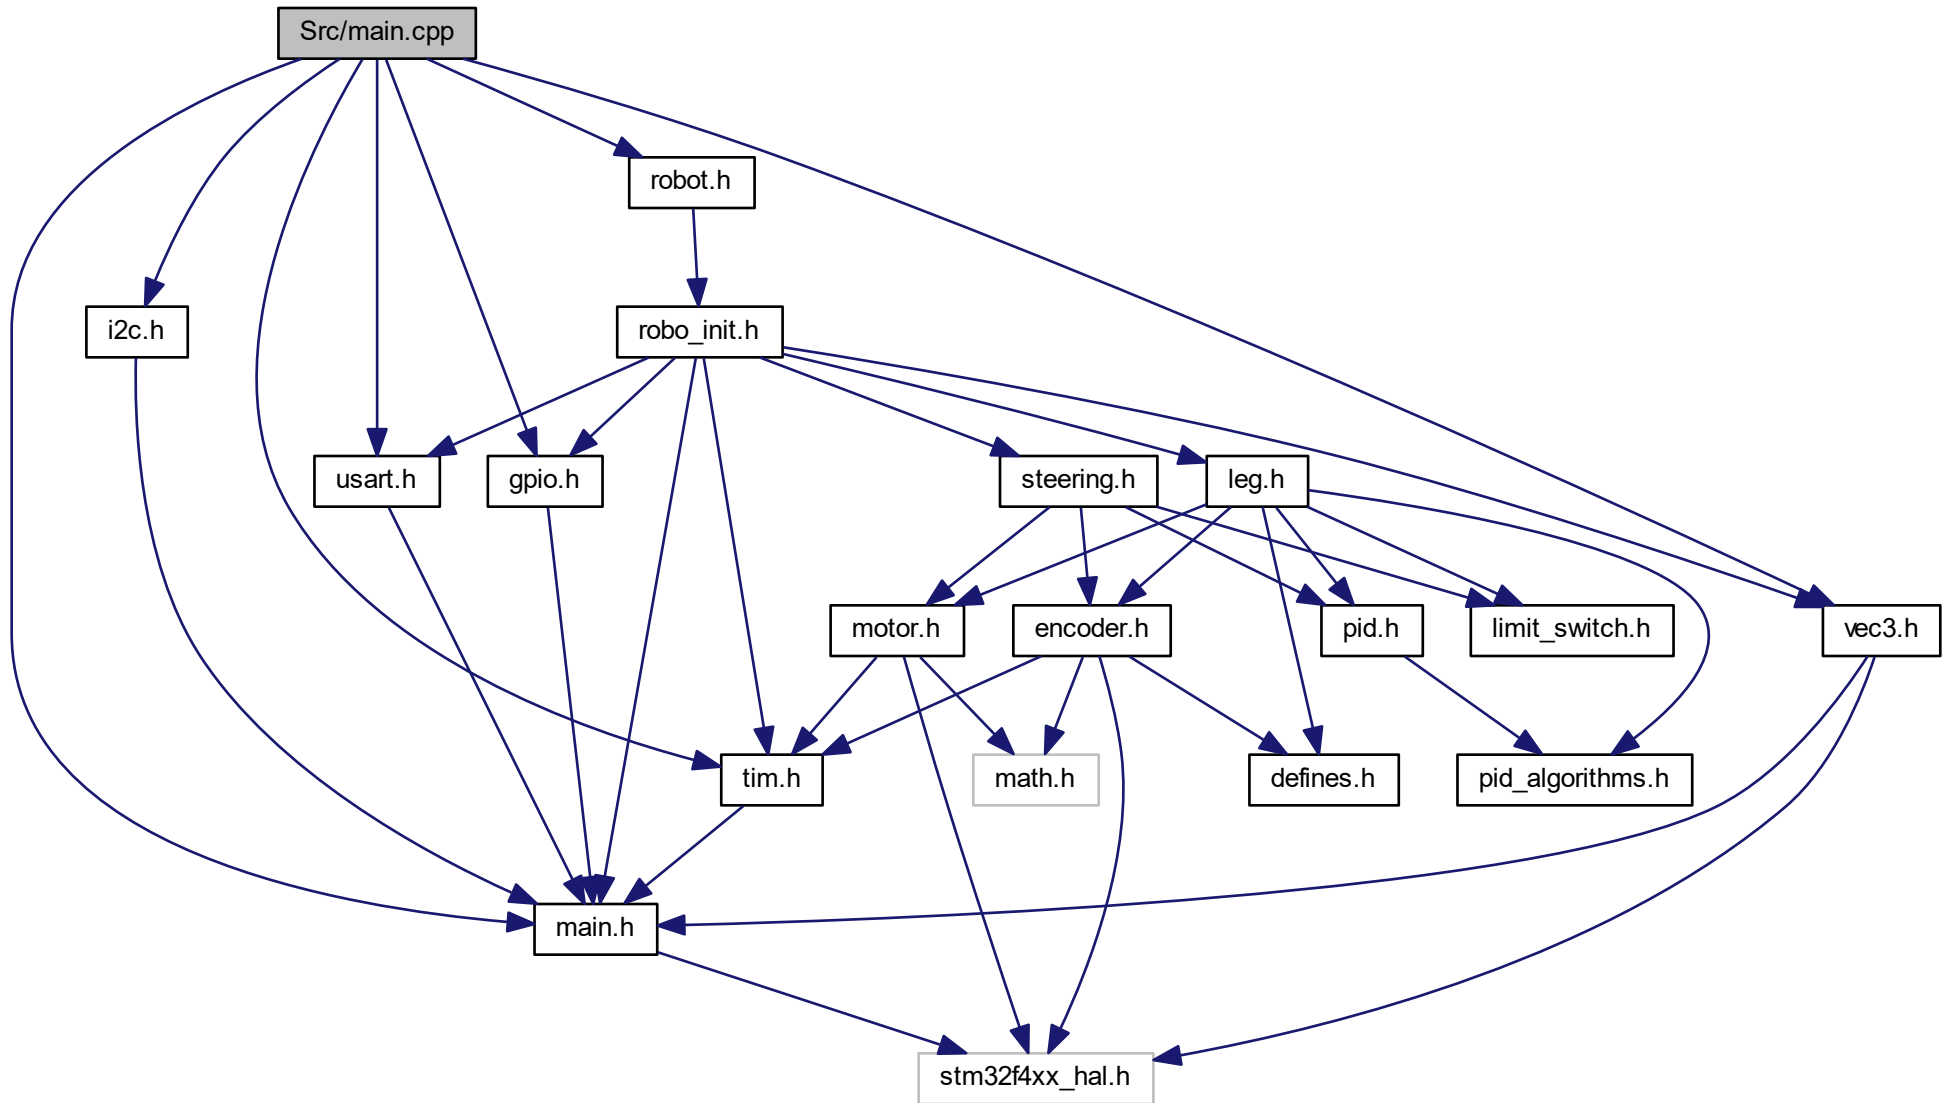 Src/main.cpp
robot.h
i2c.h
robo_init.h
usart.h
gpio.h
steering.h
leg.h
motor.h
encoder.h
pid.h
limit_switch.h
vec3.h
tim.h
math.h
defines.h
pid_algorithms.h
main.h
stm32f4xx_hal.h